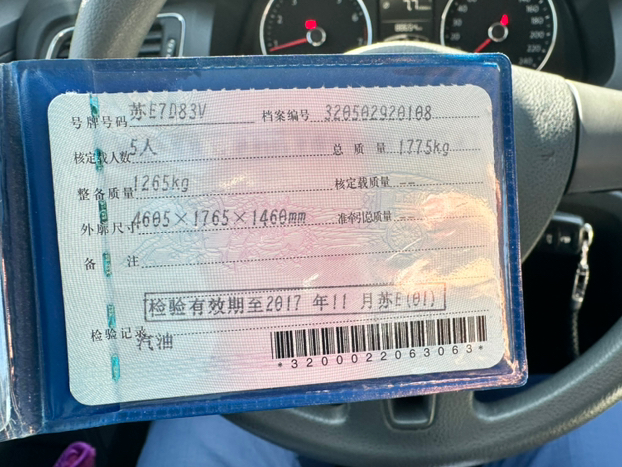 号牌号码 苏E7D83V 档案编号 320502920108
核定载人数 5人 总质量 1775kg
整备质量 1265kg 核定载质量 --
外廓尺寸 4605×1765×1460mm 准牵引总质量 --
备注
检验有效期至2017 年11 月苏E(01)
检验记录
汽油
*3200022063063*